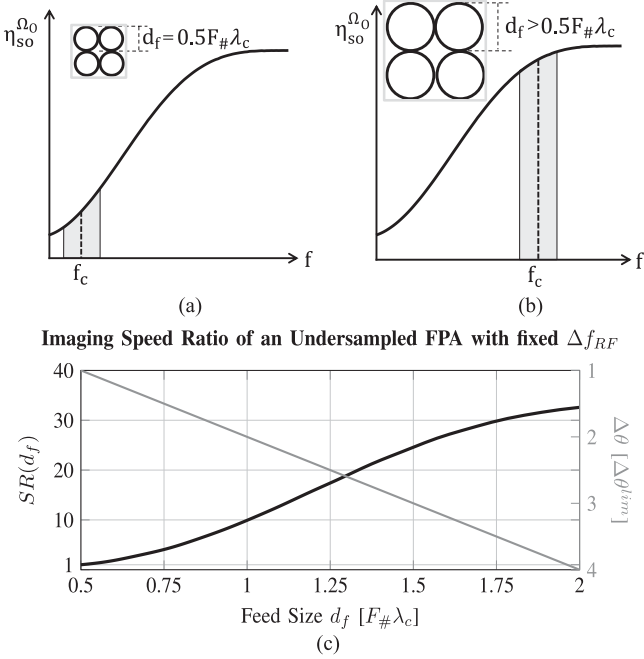 η_so^Ω₀
d_f = 0.5F_#λ_c
f
f_c
(a)
η_so^Ω₀
d_f > 0.5F_#λ_c
f
f_c
(b)
Imaging Speed Ratio of an Undersampled FPA with fixed Δf_RF
40
30
20
10
1
SR(d_f)
1
2
3
4
Δθ [Δθ^lim]
0.5
0.75
1
1.25
1.5
1.75
2
Feed Size d_f [F_#λ_c]
(c)